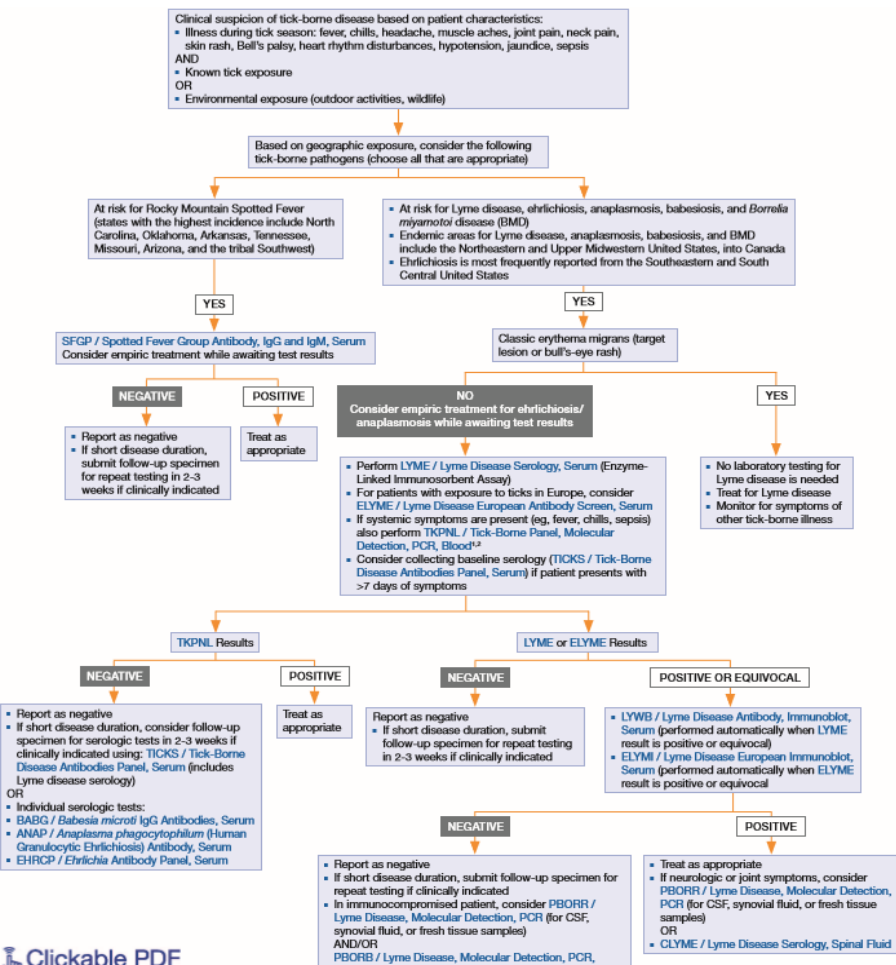 Clinical suspicion of tick-borne disease based on patient characteristics:
▪ Illness during tick season: fever, chills, headache, muscle aches, joint pain, neck pain,
skin rash, Bell's palsy, heart rhythm disturbances, hypotension, jaundice, sepsis
AND
▪ Known tick exposure
OR
▪ Environmental exposure (outdoor activities, wildlife)
Based on geographic exposure, consider the following
tick-borne pathogens (choose all that are appropriate)
At risk for Rocky Mountain Spotted Fever
(states with the highest incidence include North
Carolina, Oklahoma, Arkansas, Tennessee,
Missouri, Arizona, and the tribal Southwest)
▪ At risk for Lyme disease, ehrlichiosis, anaplasmosis, babesiosis, and Borrelia
miyamotoi disease (BMD)
▪ Endemic areas for Lyme disease, anaplasmosis, babesiosis, and BMD
include the Northeastern and Upper Midwestern United States, into Canada
▪ Ehrlichiosis is most frequently reported from the Southeastern and South
Central United States
YES
YES
SFGP / Spotted Fever Group Antibody, IgG and IgM, Serum
Consider empiric treatment while awaiting test results
Classic erythema migrans (target
lesion or bull's-eye rash)
NEGATIVE
POSITIVE
NO
Consider empiric treatment for ehrlichiosis/
anaplasmosis while awaiting test results
YES
▪ Report as negative
▪ If short disease duration,
submit follow-up specimen
for repeat testing in 2-3
weeks if clinically indicated
Treat as
appropriate
▪ Perform LYME / Lyme Disease Serology, Serum (Enzyme-
Linked Immunosorbent Assay)
▪ For patients with exposure to ticks in Europe, consider
ELYME / Lyme Disease European Antibody Screen, Serum
▪ If systemic symptoms are present (eg, fever, chills, sepsis)
also perform TKPNL / Tick-Borne Panel, Molecular
Detection, PCR, Blood¹,²
▪ Consider collecting baseline serology (TICKS / Tick-Borne
Disease Antibodies Panel, Serum) if patient presents with
>7 days of symptoms
▪ No laboratory testing for
Lyme disease is needed
▪ Treat for Lyme disease
▪ Monitor for symptoms of
other tick-borne illness
TKPNL Results
LYME or ELYME Results
NEGATIVE
POSITIVE
NEGATIVE
POSITIVE OR EQUIVOCAL
▪ Report as negative
▪ If short disease duration, consider follow-up
specimen for serologic tests in 2-3 weeks if
clinically indicated using: TICKS / Tick-Borne
Disease Antibodies Panel, Serum (includes
Lyme disease serology)
OR
▪ Individual serologic tests:
▪ BABG / Babesia microti IgG Antibodies, Serum
▪ ANAP / Anaplasma phagocytophilum (Human
Granulocytic Ehrlichiosis) Antibody, Serum
▪ EHRCP / Ehrlichia Antibody Panel, Serum
Treat as
appropriate
Report as negative
▪ If short disease duration, submit
follow-up specimen for repeat testing
in 2-3 weeks if clinically indicated
▪ LYWB / Lyme Disease Antibody, Immunoblot,
Serum (performed automatically when LYME
result is positive or equivocal)
▪ ELYMI / Lyme Disease European Immunoblot,
Serum (performed automatically when ELYME
result is positive or equivocal
NEGATIVE
POSITIVE
▪ Report as negative
▪ If short disease duration, submit follow-up specimen for
repeat testing if clinically indicated
▪ In immunocompromised patient, consider PBORR /
Lyme Disease, Molecular Detection, PCR (for CSF,
synovial fluid, or fresh tissue samples)
AND/OR
PBORB / Lyme Disease, Molecular Detection, PCR,
▪ Treat as appropriate
▪ If neurologic or joint symptoms, consider
PBORR / Lyme Disease, Molecular Detection,
PCR (for CSF, synovial fluid, or fresh tissue
samples)
OR
▪ CLYME / Lyme Disease Serology, Spinal Fluid
Clickable PDF